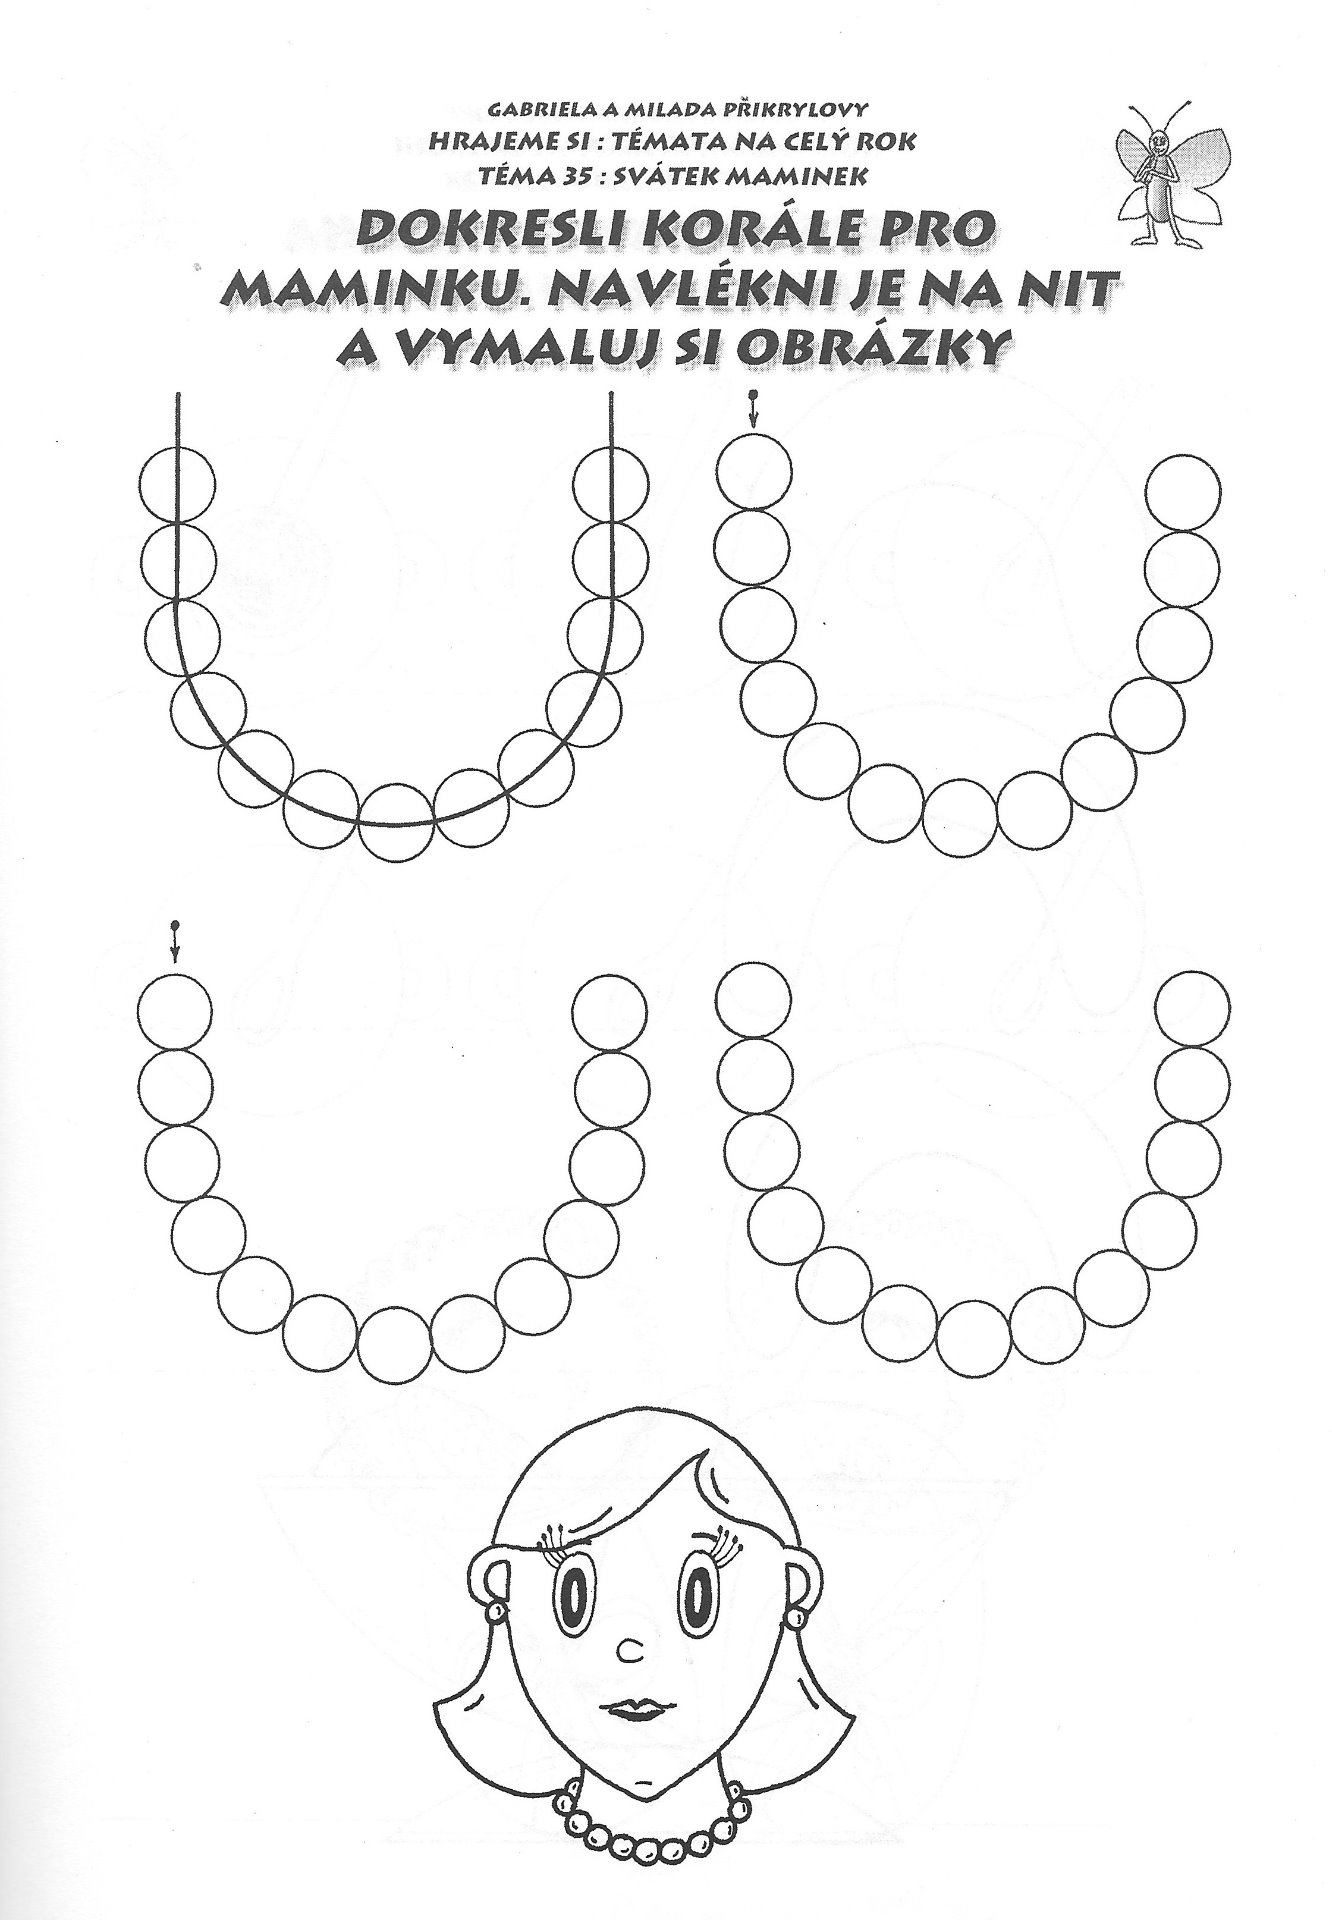 GABRIELA A MILADA PŘIKRYLOVY
HRAJEME SI : TÉMATA NA CELÝ ROK
TÉMA 35 : SVÁTEK MAMINEK
DOKRESLI KORÁLE PRO
MAMINKU. NAVLÉKNI JE NA NIT
A VYMALUJ SI OBRÁZKY